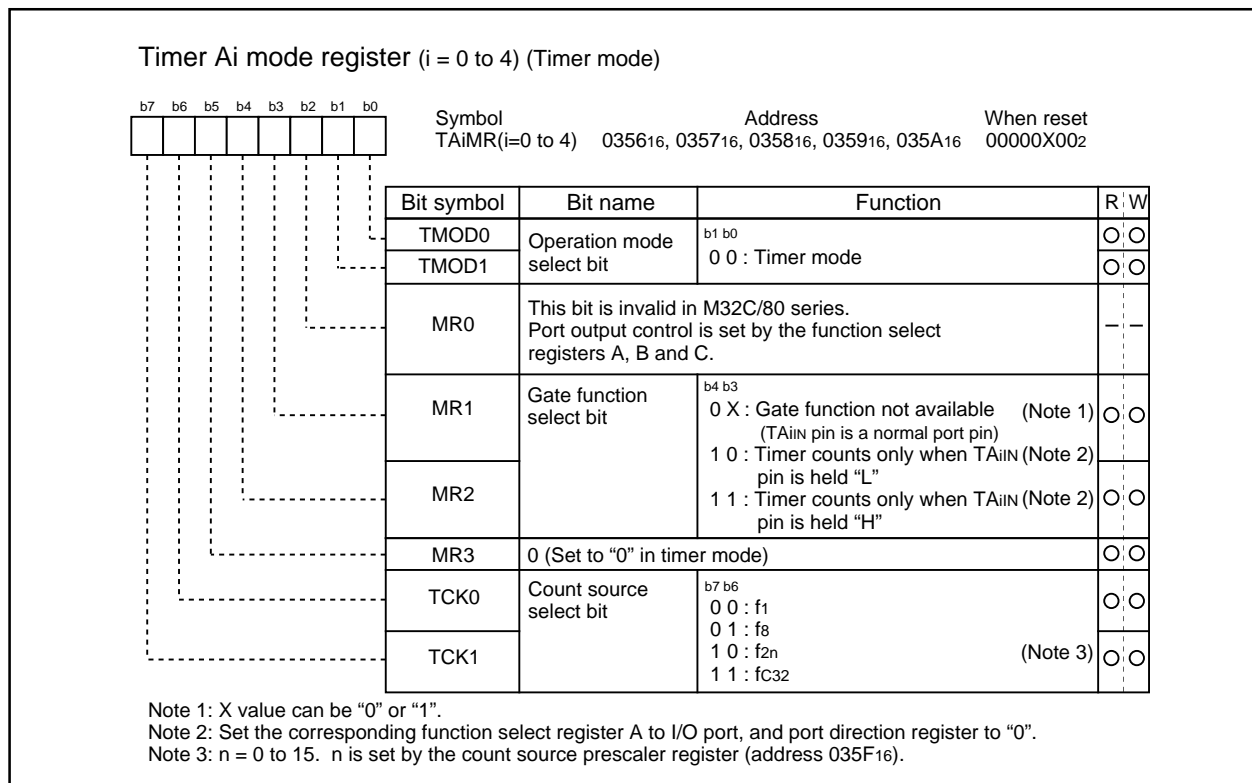 Timer Ai mode register (i = 0 to 4) (Timer mode)
b7 b6 b5 b4 b3 b2 b1 b0
Symbol Address When reset
TAiMR(i=0 to 4) 035616, 035716, 035816, 035916, 035A16 00000X002
Bit symbol Bit name Function R W
TMOD0
TMOD1
Operation mode
select bit
b1 b0
0 0 : Timer mode
MR0
This bit is invalid in M32C/80 series.
Port output control is set by the function select
registers A, B and C.
– –
MR1
MR2
Gate function
select bit
b4 b3
0 X : Gate function not available (Note 1)
(TAiIN pin is a normal port pin)
1 0 : Timer counts only when TAiIN (Note 2)
pin is held “L”
1 1 : Timer counts only when TAiIN (Note 2)
pin is held “H”
MR3 0 (Set to “0” in timer mode)
TCK0
TCK1
Count source
select bit
b7 b6
0 0 : f1
0 1 : f8
1 0 : f2n (Note 3)
1 1 : fC32
Note 1: X value can be “0” or “1”.
Note 2: Set the corresponding function select register A to I/O port, and port direction register to “0”.
Note 3: n = 0 to 15. n is set by the count source prescaler register (address 035F16).